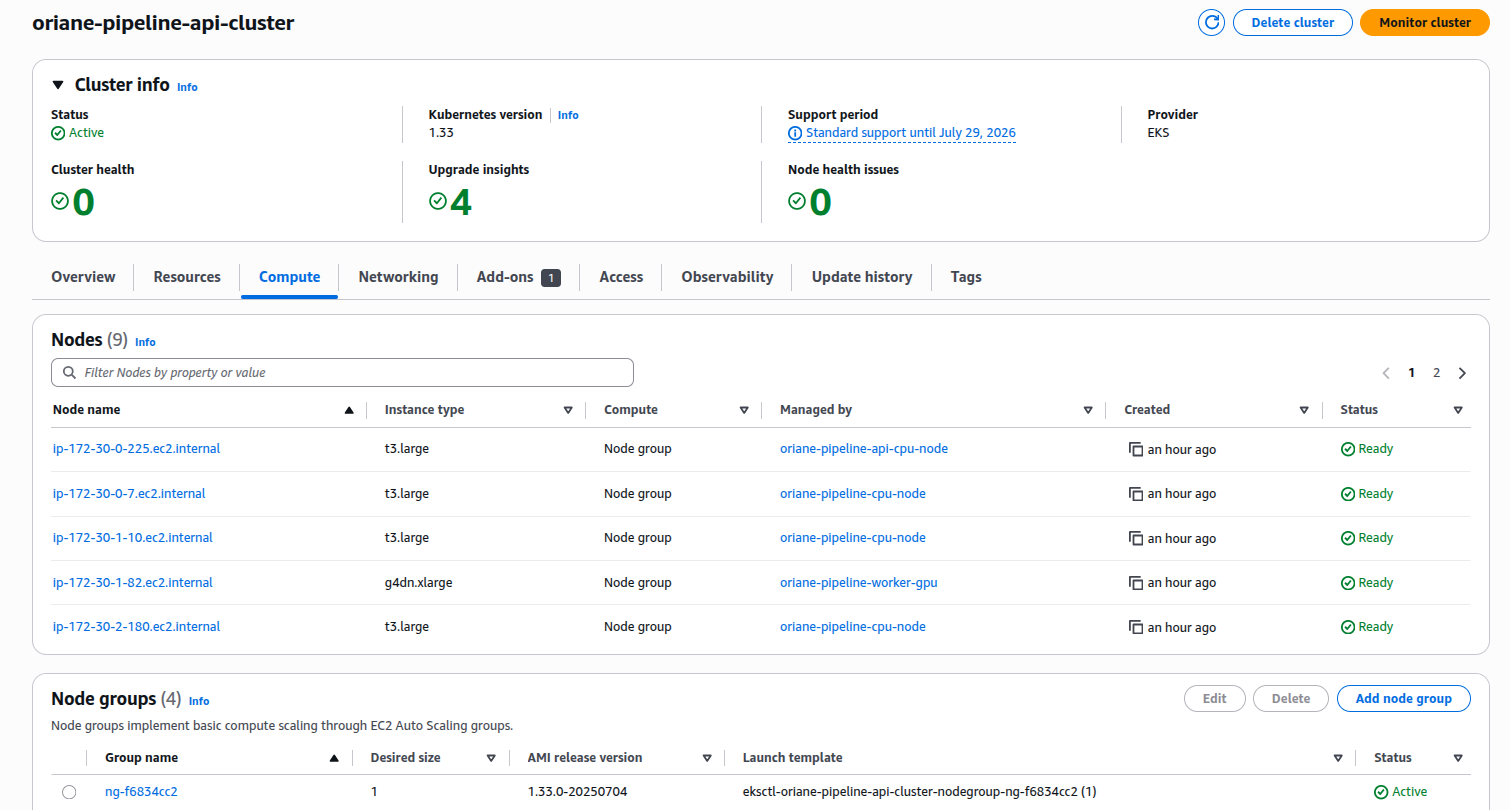 oriane-pipeline-api-cluster
Delete cluster
Monitor cluster
Cluster info Info
Status
Active
Kubernetes version Info
1.33
Support period
Standard support until July 29, 2026
Provider
EKS
Cluster health
0
Upgrade insights
4
Node health issues
0
Overview Resources Compute Networking Add-ons 1 Access Observability Update history Tags
Nodes (9) Info
Filter Nodes by property or value
1 2
Node name Instance type Compute Managed by Created Status
ip-172-30-0-225.ec2.internal t3.large Node group oriane-pipeline-api-cpu-node an hour ago Ready
ip-172-30-0-7.ec2.internal t3.large Node group oriane-pipeline-cpu-node an hour ago Ready
ip-172-30-1-10.ec2.internal t3.large Node group oriane-pipeline-cpu-node an hour ago Ready
ip-172-30-1-82.ec2.internal g4dn.xlarge Node group oriane-pipeline-worker-gpu an hour ago Ready
ip-172-30-2-180.ec2.internal t3.large Node group oriane-pipeline-cpu-node an hour ago Ready
Node groups (4) Info
Edit Delete Add node group
Node groups implement basic compute scaling through EC2 Auto Scaling groups.
Group name Desired size AMI release version Launch template Status
ng-f6834cc2 1 1.33.0-20250704 eksctl-oriane-pipeline-api-cluster-nodegroup-ng-f6834cc2 (1) Active